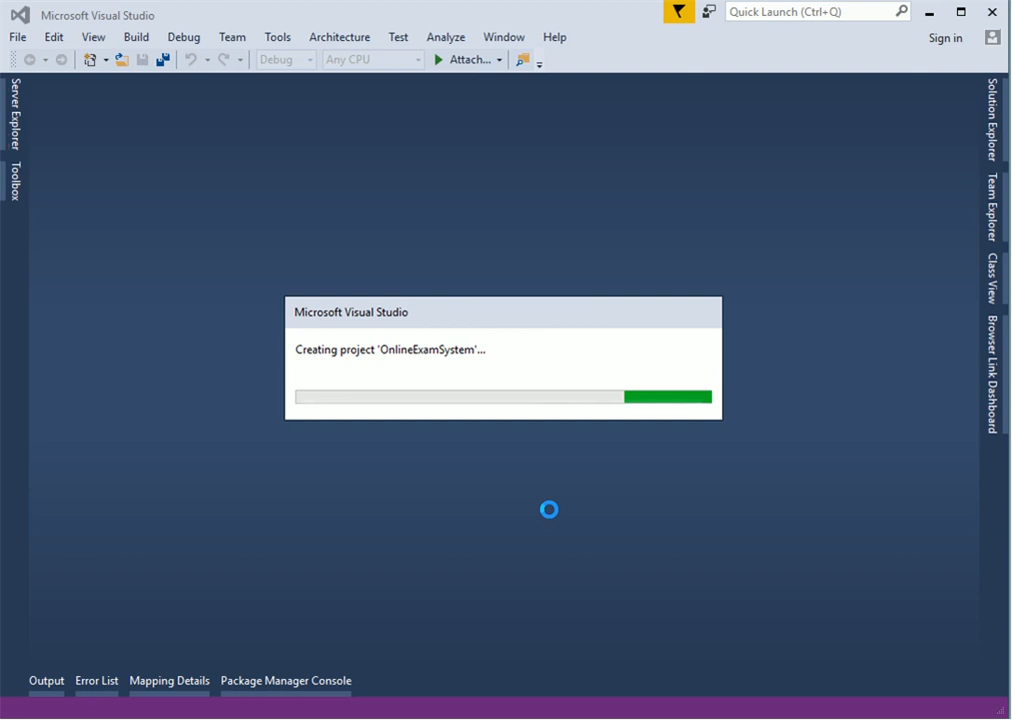 Microsoft Visual Studio
Quick Launch (Ctrl+Q)
File Edit View Build Debug Team Tools Architecture Test Analyze Window Help
Sign in
Debug Any CPU Attach...
Server Explorer
Toolbox
Solution Explorer
Team Explorer
Class View
Browser Link Dashboard
Microsoft Visual Studio
Creating project 'OnlineExamSystem'...
Output Error List Mapping Details Package Manager Console